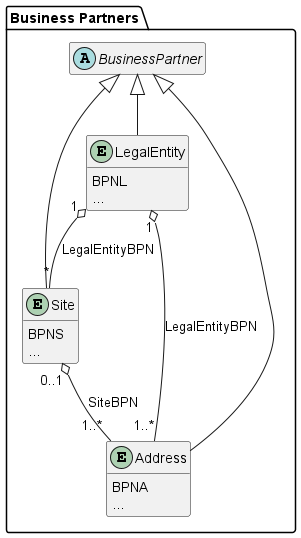 Business Partners
A BusinessPartner
E LegalEntity
BPNL
...
1
1
LegalEntityBPN
*
E Site
BPNS
...
LegalEntityBPN
0..1
SiteBPN
1..*
1..*
E Address
BPNA
...